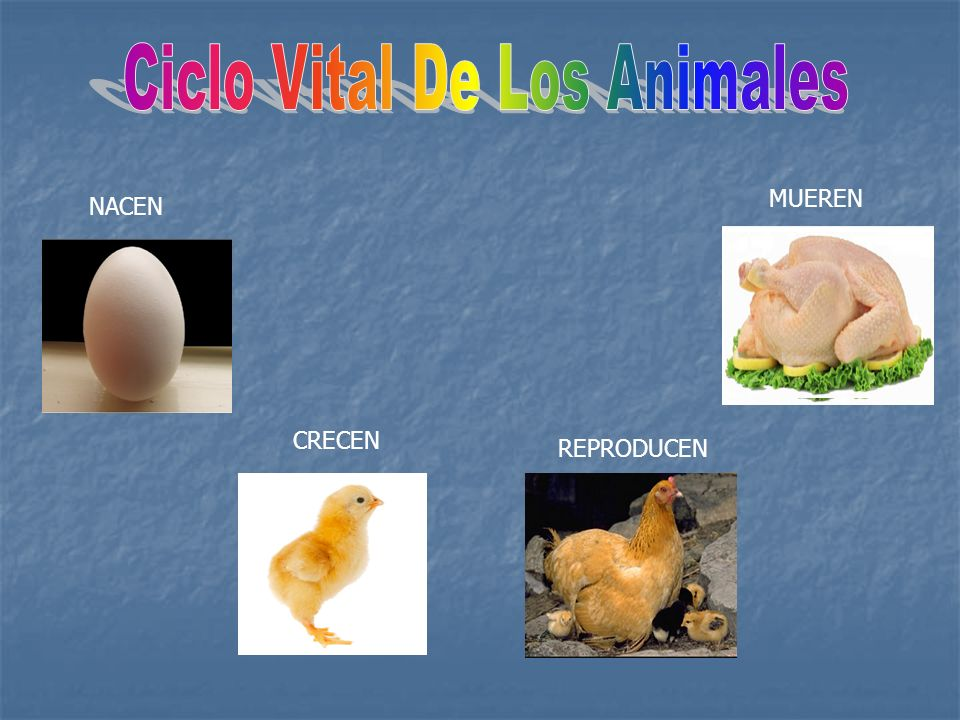 Ciclo Vital De Los Animales
NACEN
MUEREN
CRECEN
REPRODUCEN